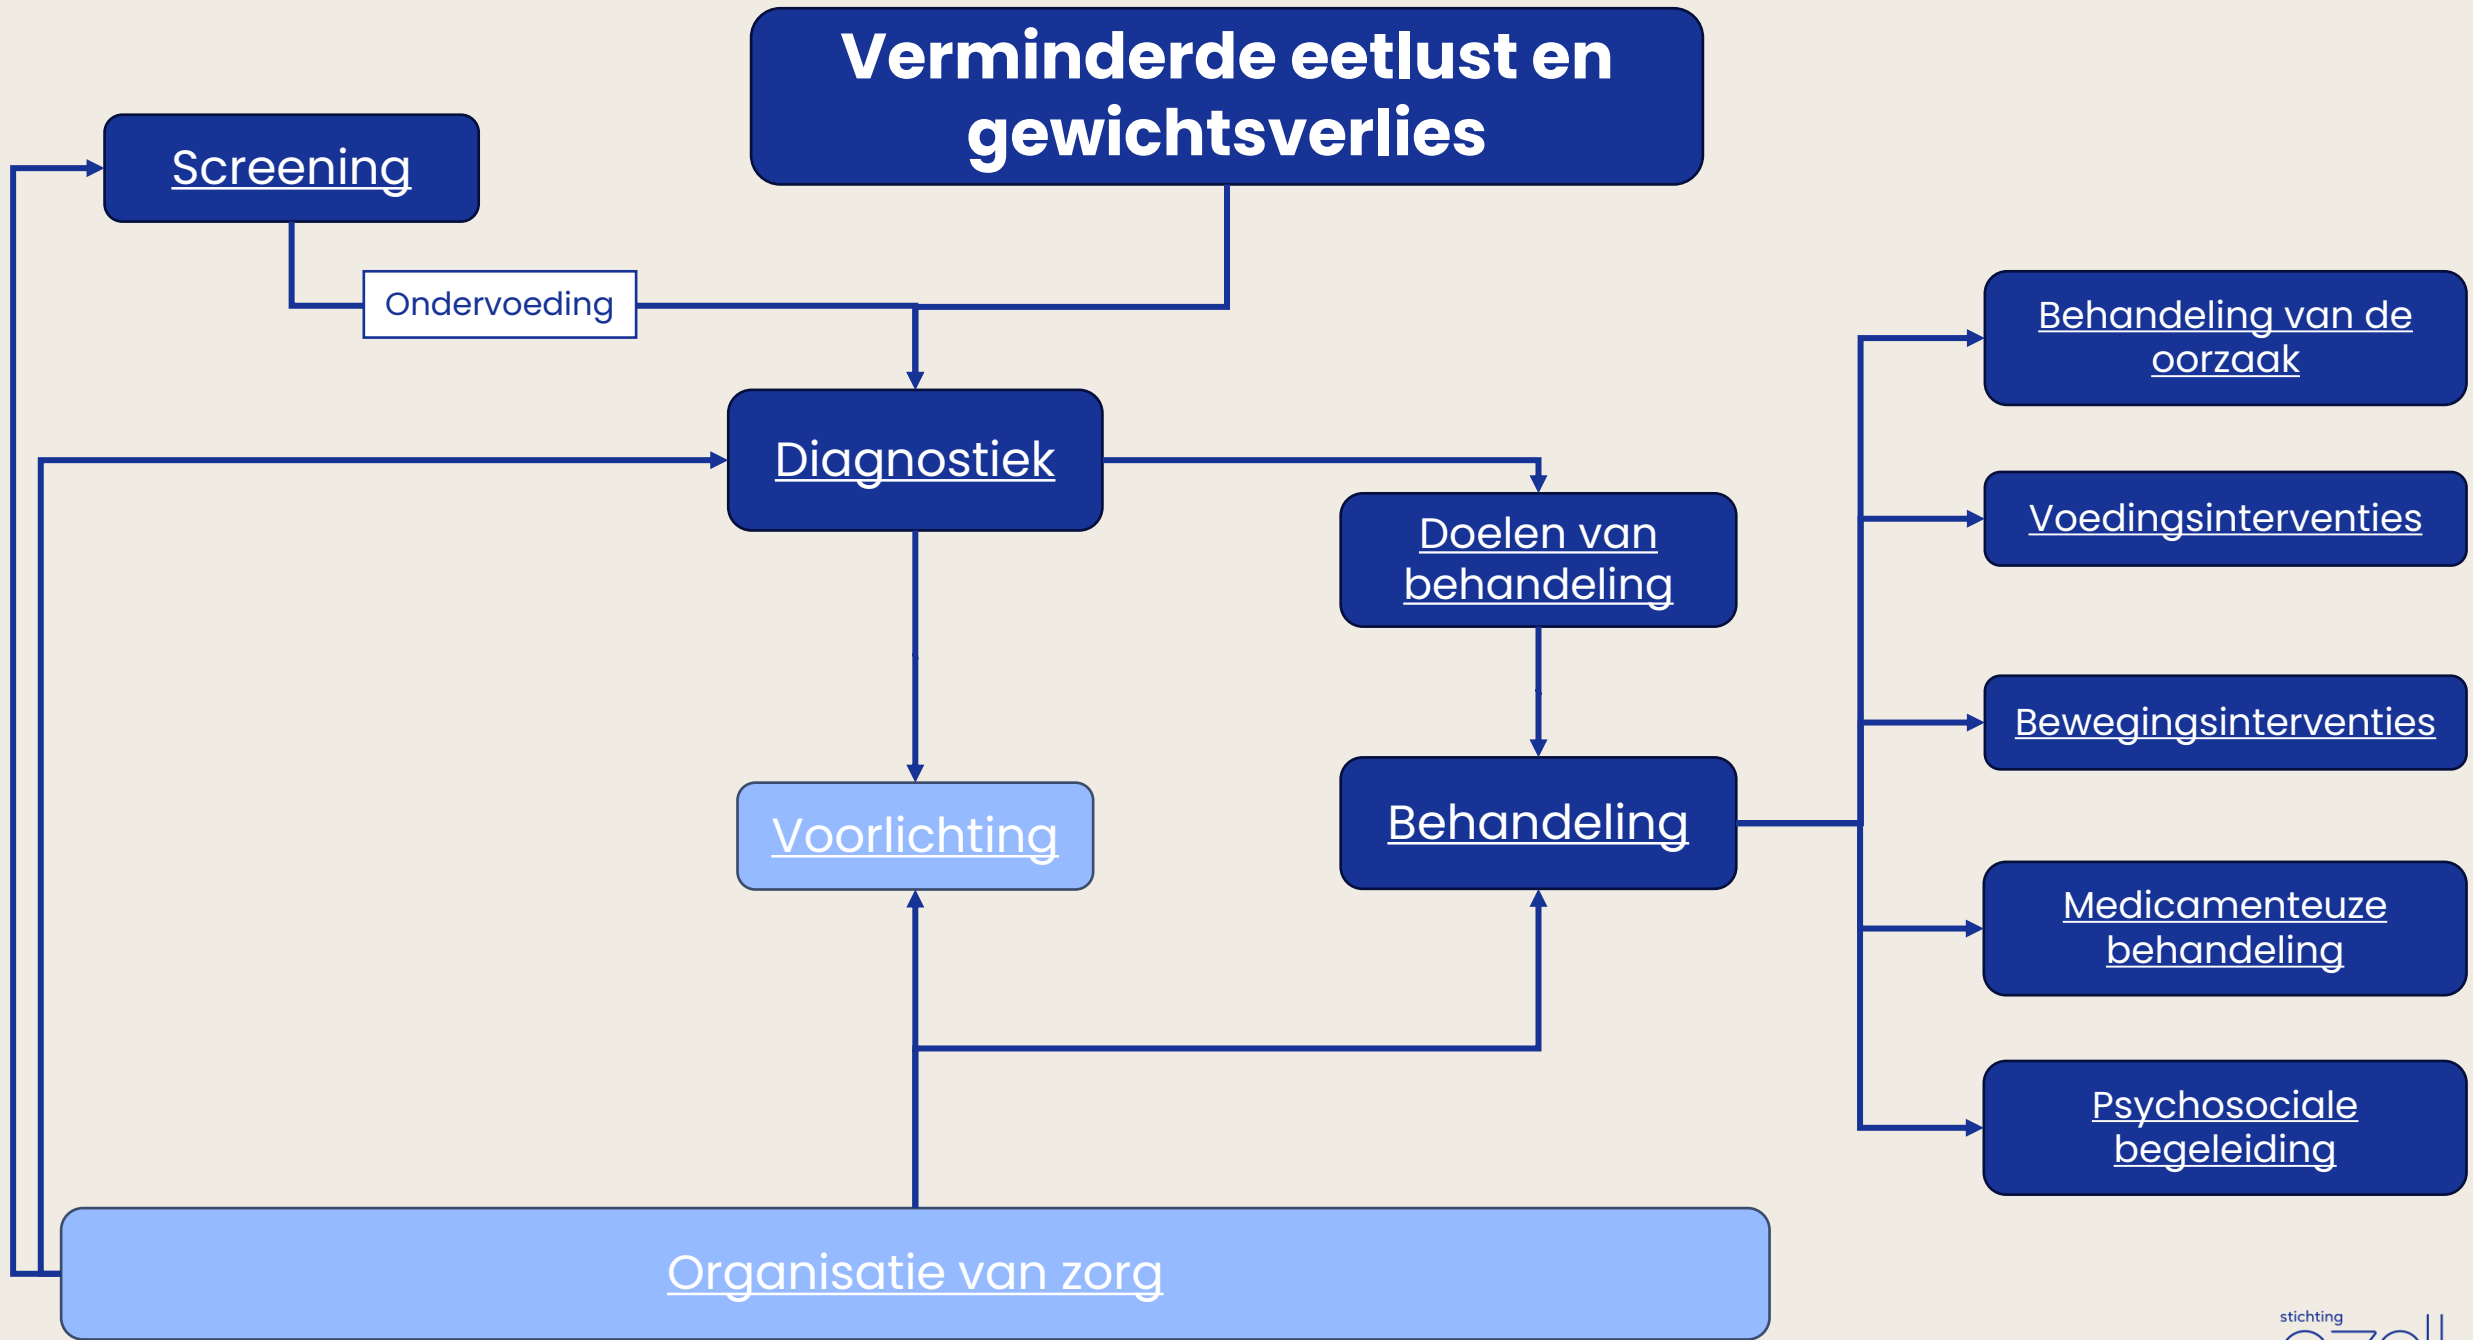 Verminderde eetlust en
gewichtsverlies
Screening
Ondervoeding
Diagnostiek
Doelen van
behandeling
Voorlichting
Behandeling
Behandeling van de
oorzaak
Voedingsinterventies
Bewegingsinterventies
Medicamenteuze
behandeling
Psychosociale
begeleiding
Organisatie van zorg
stichting